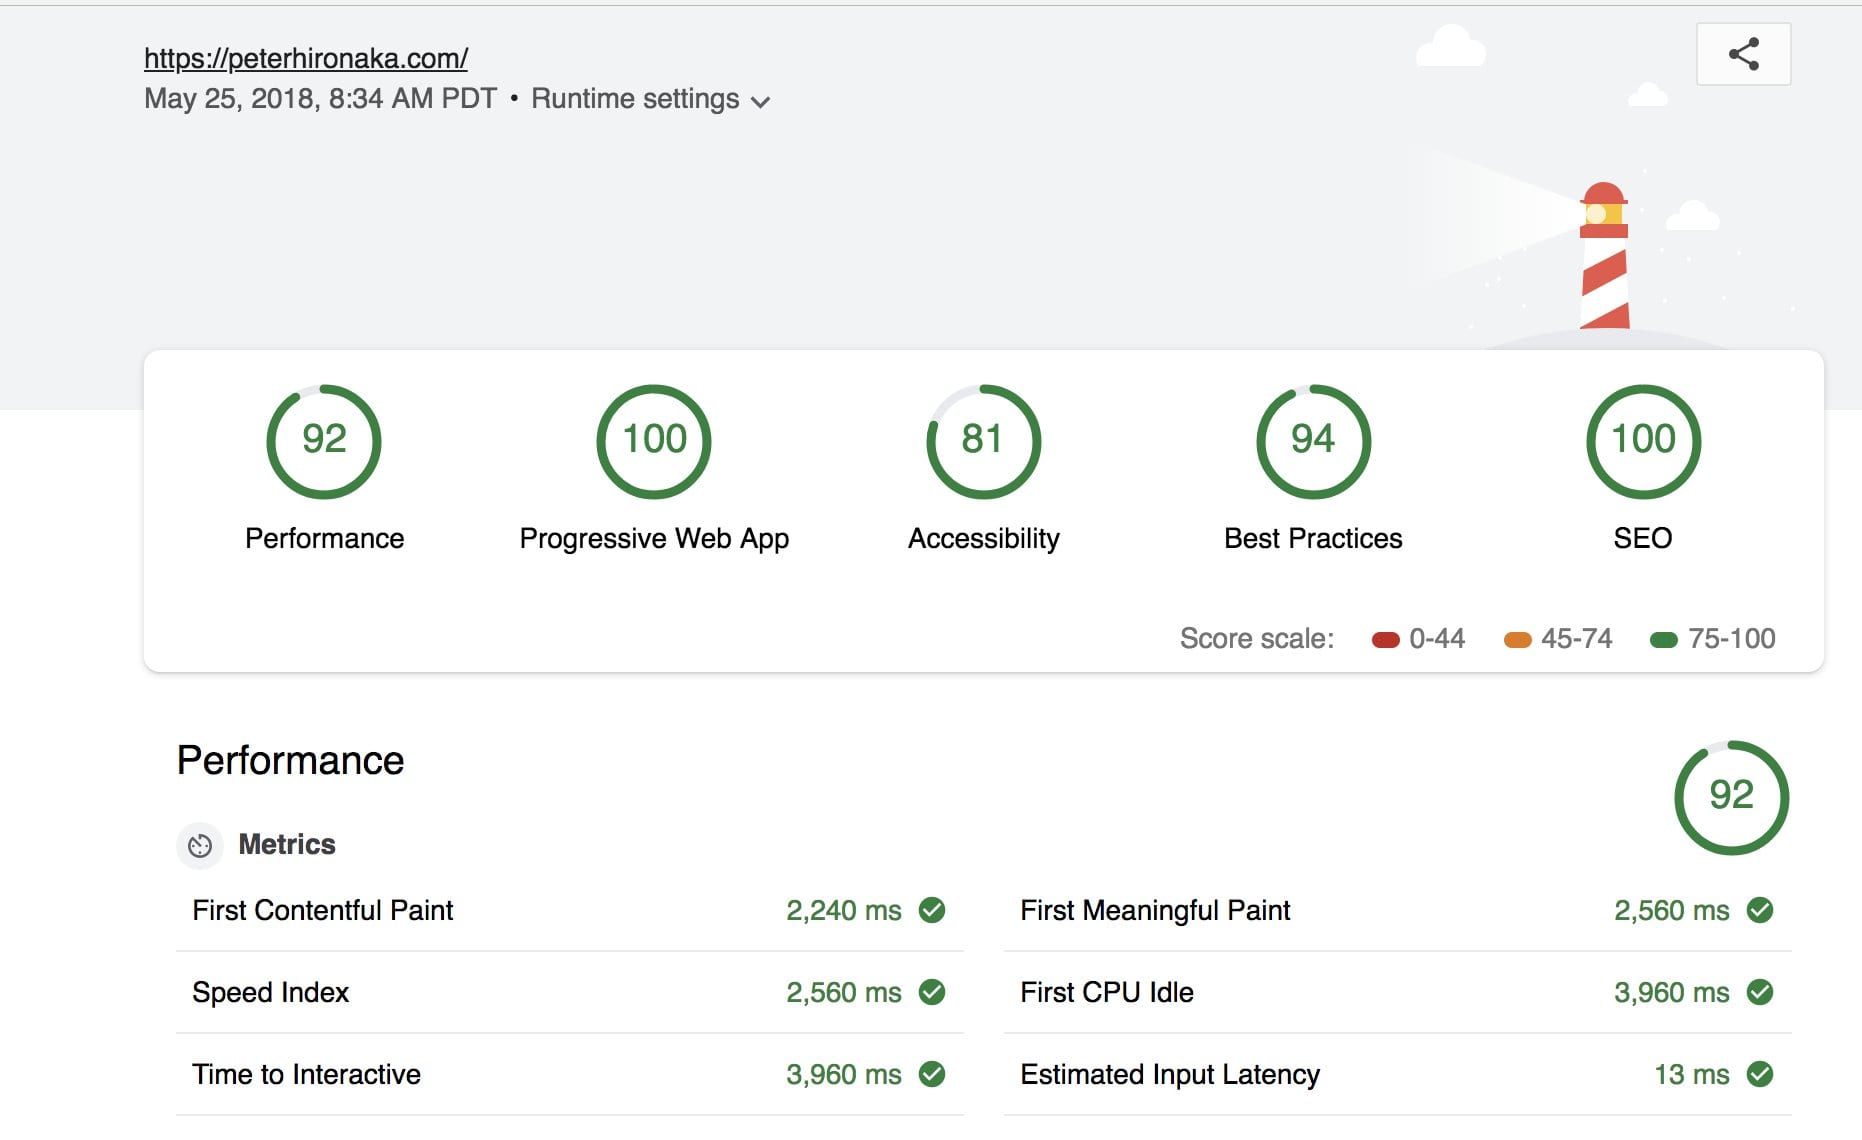 https://peterhironaka.com/
May 25, 2018, 8:34 AM PDT • Runtime settings
92 100 81 94 100
Performance Progressive Web App Accessibility Best Practices SEO
Score scale: 0-44 45-74 75-100
Performance 92
Metrics
First Contentful Paint 2,240 ms First Meaningful Paint 2,560 ms
Speed Index 2,560 ms First CPU Idle 3,960 ms
Time to Interactive 3,960 ms Estimated Input Latency 13 ms